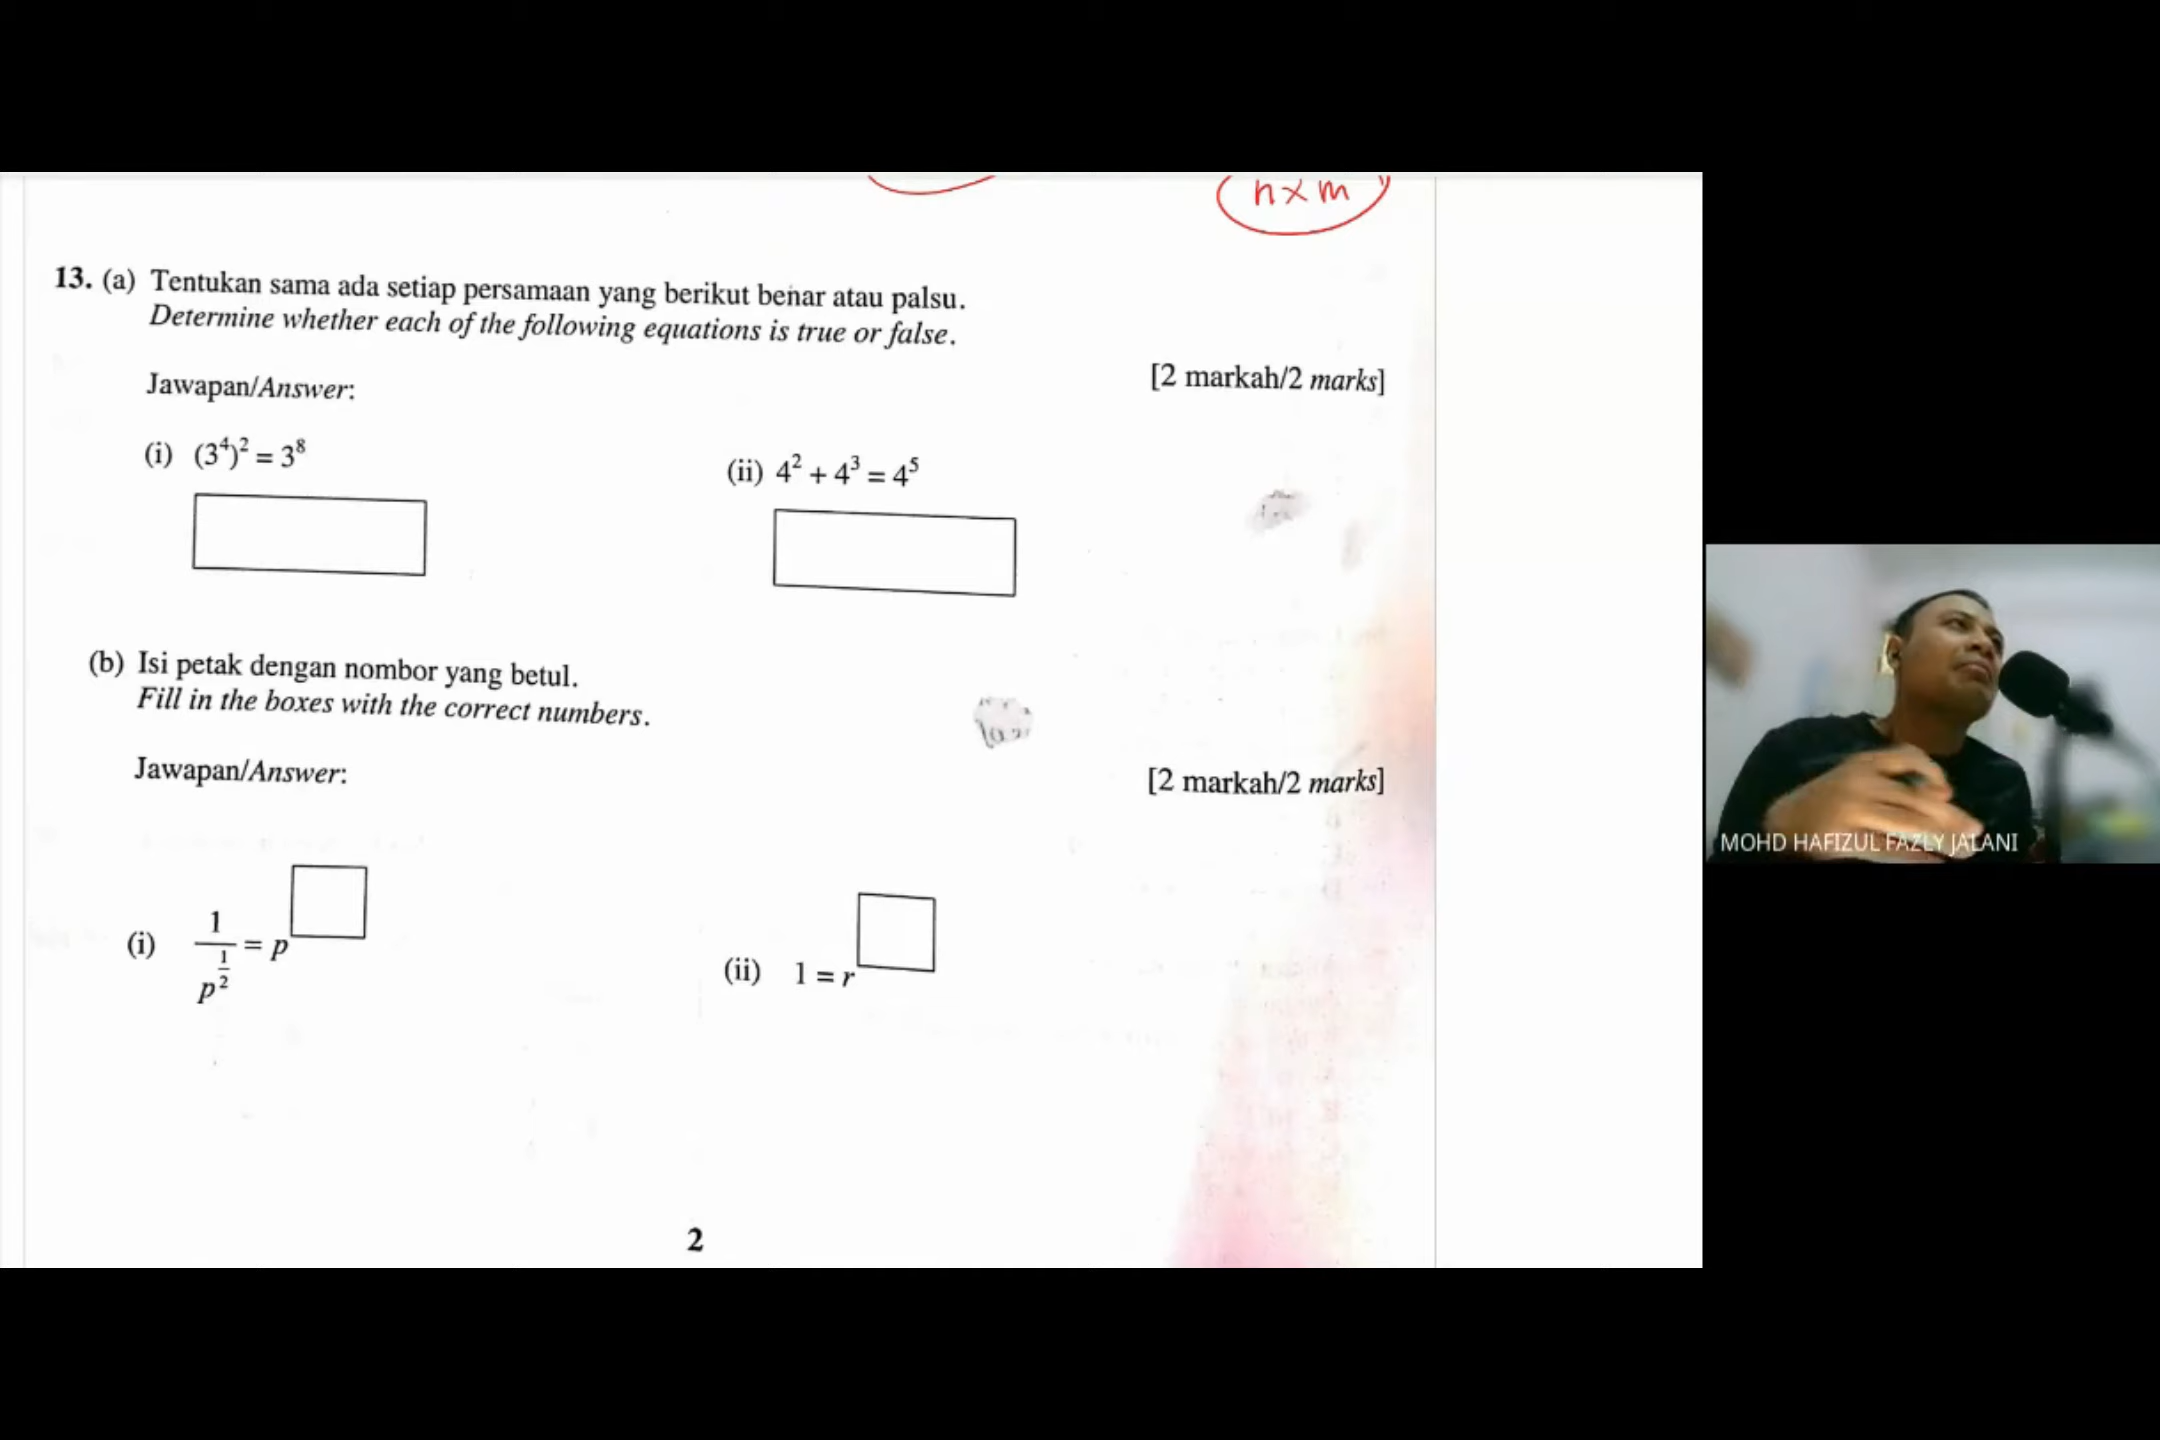 n x m
13. (a) Tentukan sama ada setiap persamaan yang berikut benar atau palsu.
Determine whether each of the following equations is true or false.
[2 markah/2 marks]
Jawapan/Answer:
(i) (3⁴)² = 3⁸
(ii) 4² + 4³ = 4⁵
(b) Isi petak dengan nombor yang betul.
Fill in the boxes with the correct numbers.
Jawapan/Answer:
[2 markah/2 marks]
(i) 1/p^(1/2) = p
(ii) 1 = r
2
MOHD HAFIZUL FAZLY JALANI